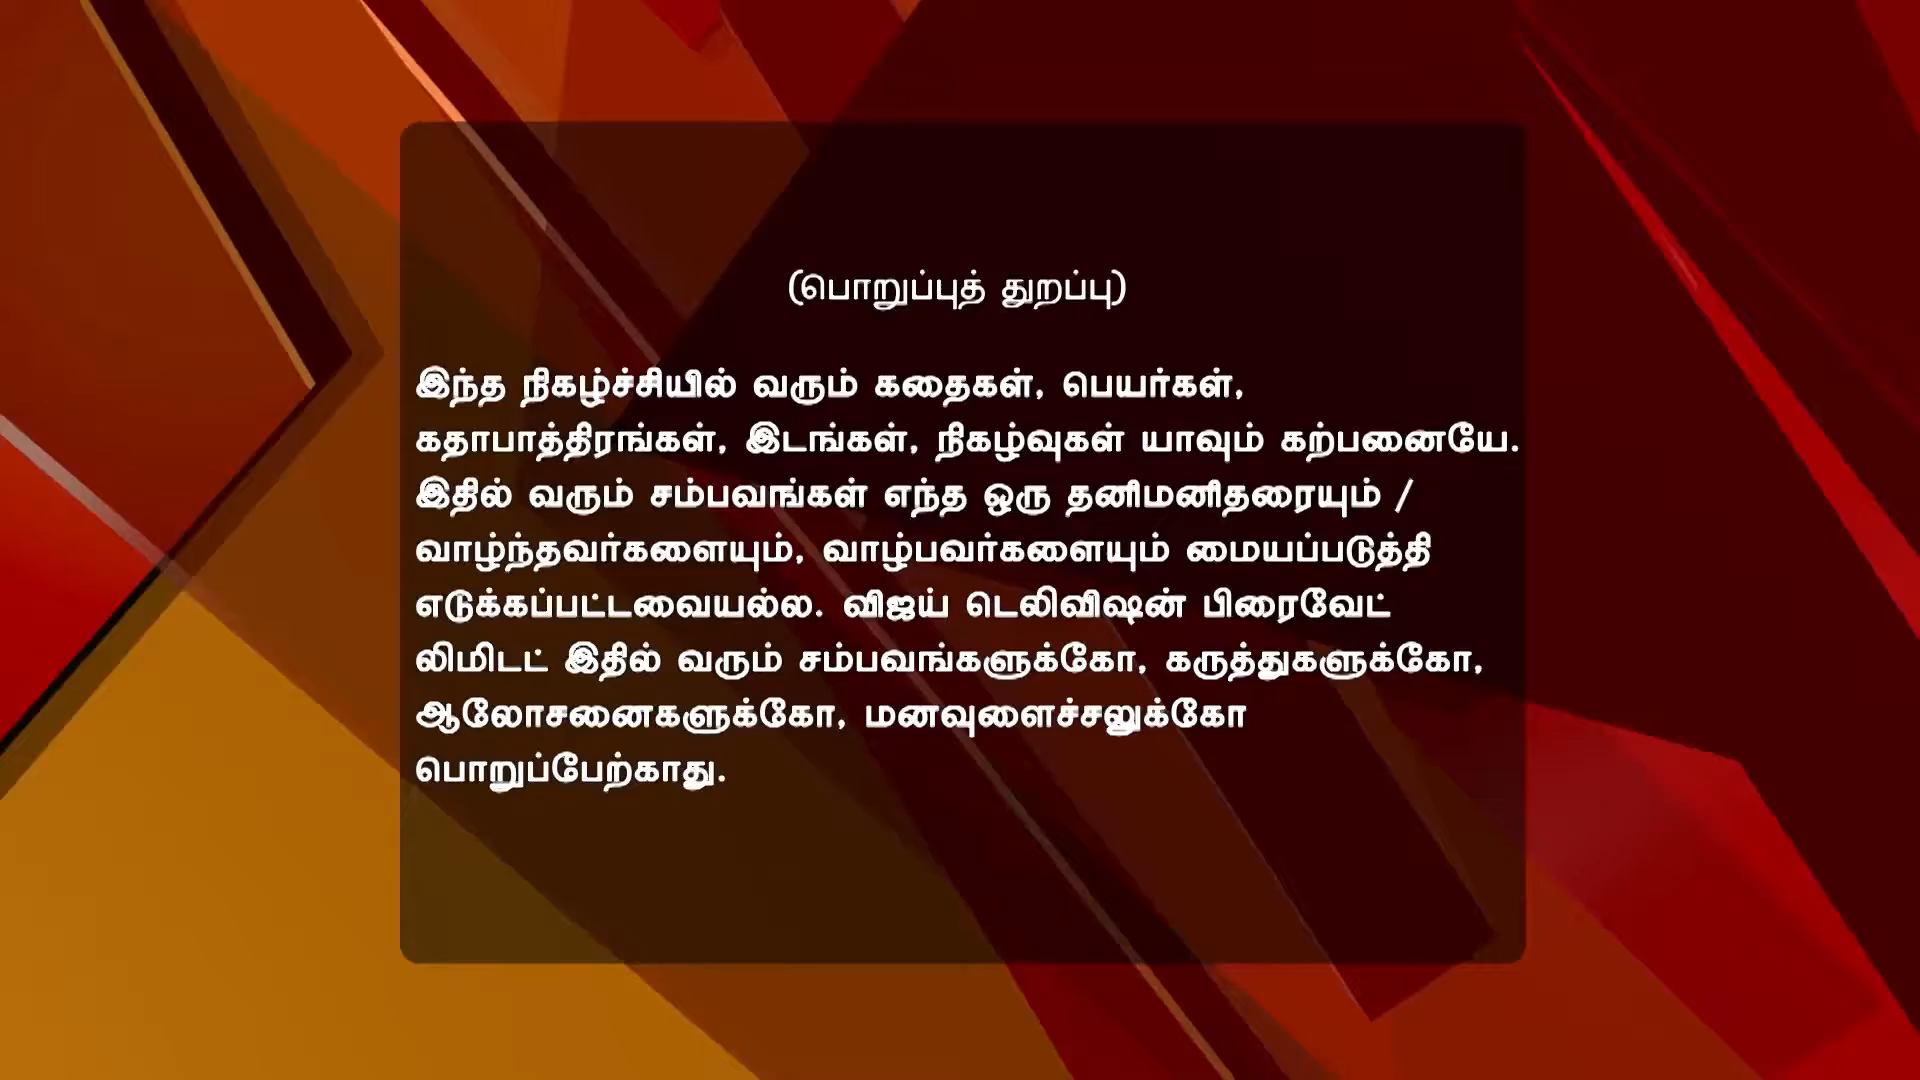 (பொறுப்புத் துறப்பு)
இந்த நிகழ்ச்சியில் வரும் கதைகள், பெயர்கள்,
கதாபாத்திரங்கள், இடங்கள், நிகழ்வுகள் யாவும் கற்பனையே.
இதில் வரும் சம்பவங்கள் எந்த ஒரு தனிமனிதரையும் /
வாழ்ந்தவர்களையும், வாழ்பவர்களையும் மையப்படுத்தி
எடுக்கப்பட்டவையல்ல. விஜய் டெலிவிஷன் பிரைவேட்
லிமிடட் இதில் வரும் சம்பவங்களுக்கோ, கருத்துகளுக்கோ,
ஆலோசனைகளுக்கோ, மனவுளைச்சலுக்கோ
பொறுப்பேற்காது.